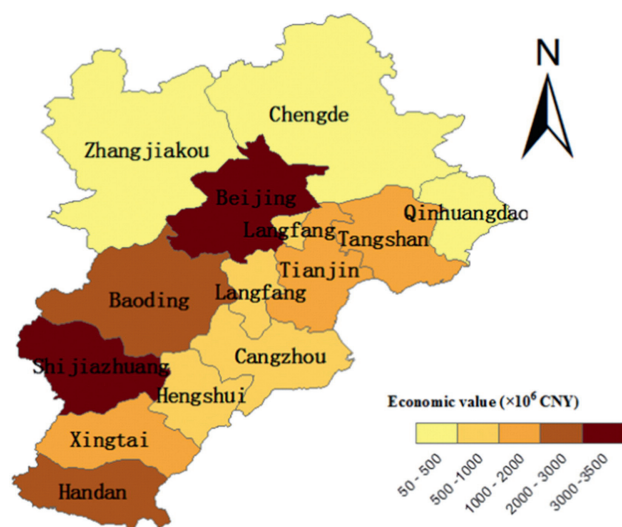 N
Chengde
Zhangjiakou
Beijing
Qinhuangdao
Langfang
Tangshan
Tianjin
Langfang
Baoding
Cangzhou
Shijiazhuang
Hengshui
Xingtai
Handan
Economic value (×10⁶ CNY)
50 - 500
500 -1000
1000 - 2000
2000 - 3000
3000 -3500